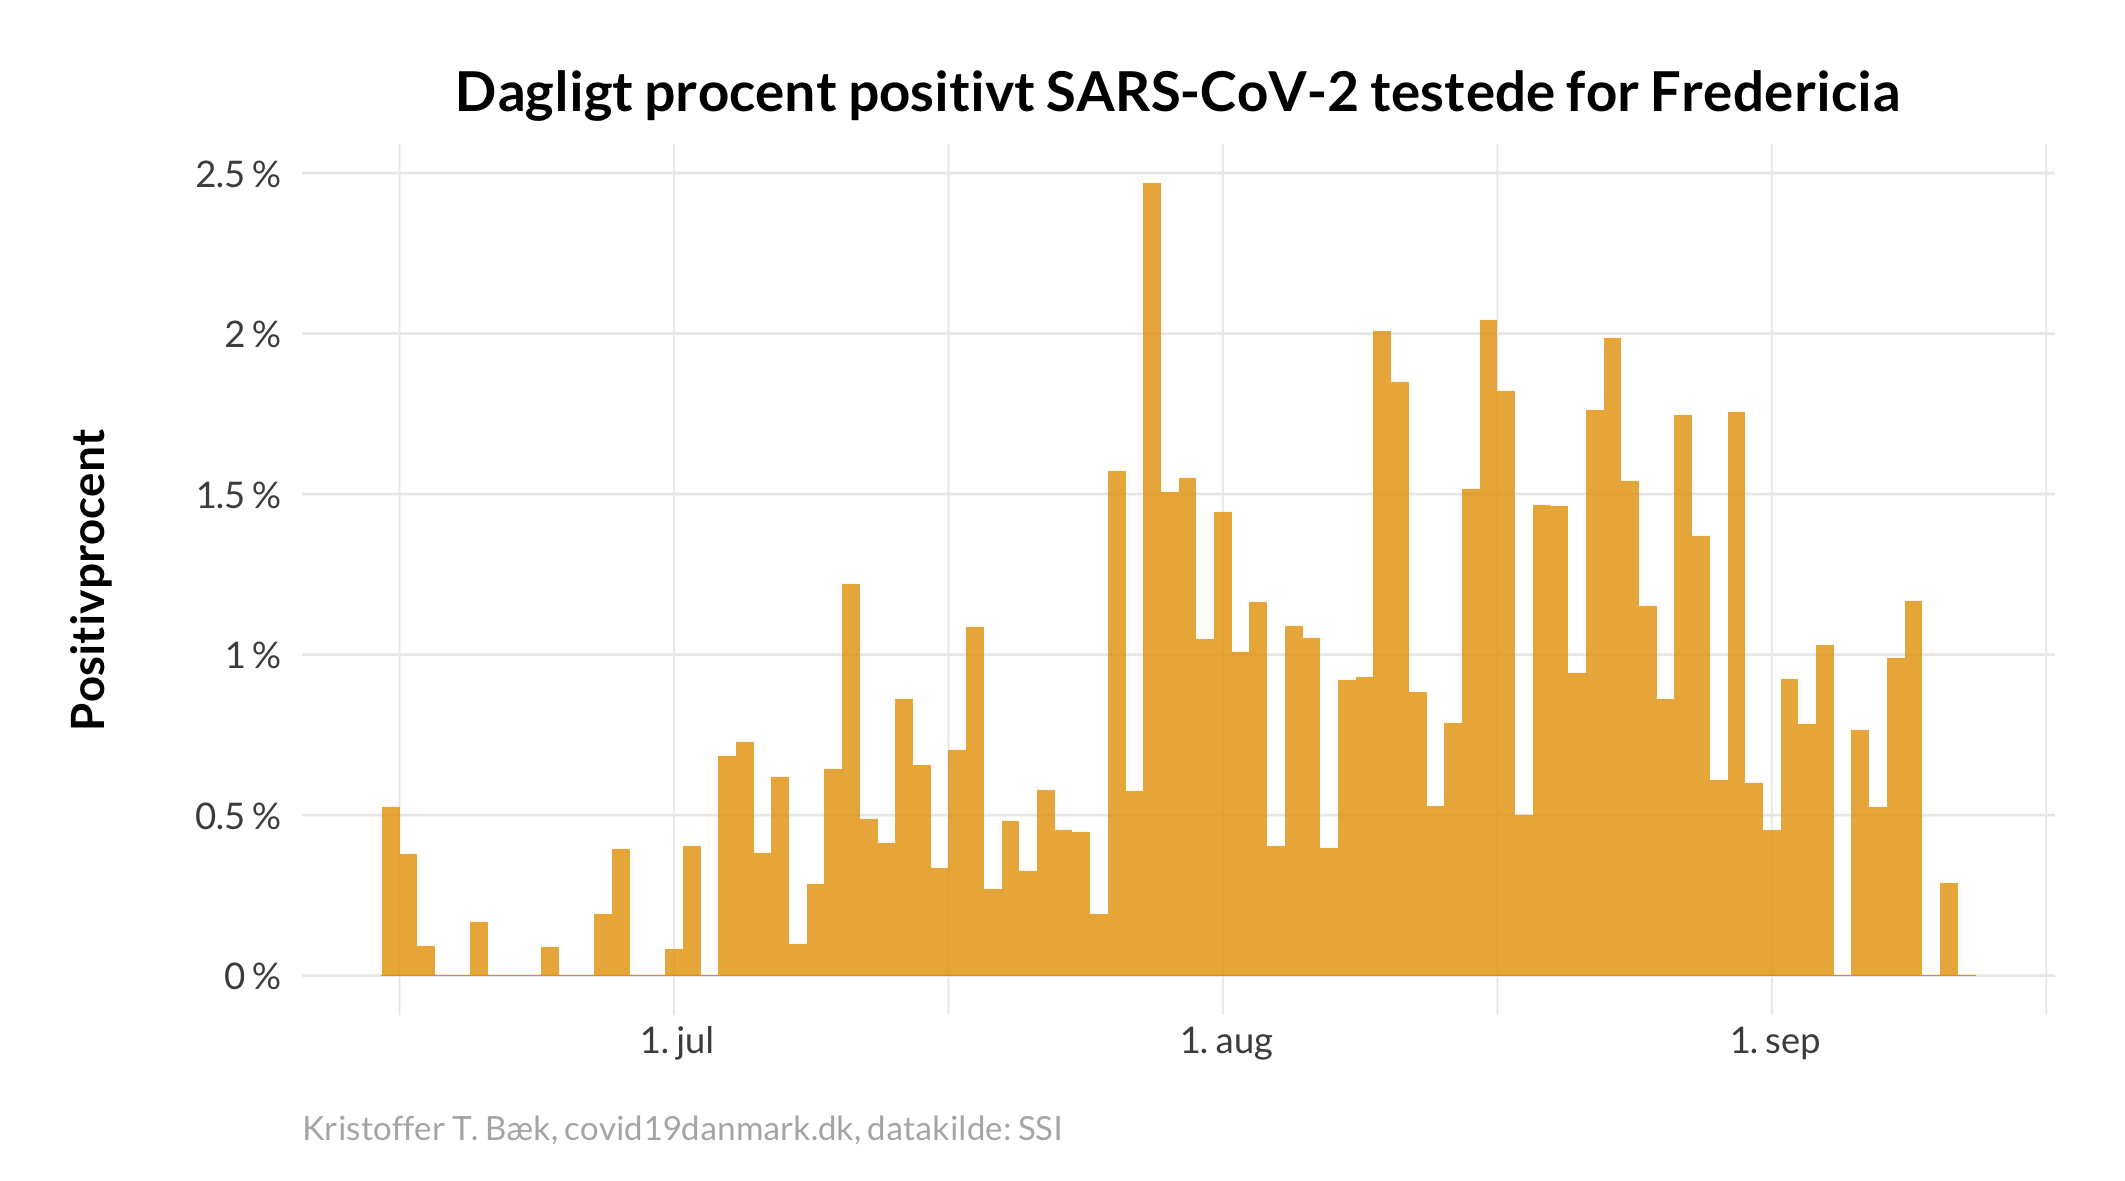 Dagligt procent positivt SARS-CoV-2 testede for Fredericia
Positivprocent
2.5 %
2 %
1.5 %
1 %
0.5 %
0 %
1. jul
1. aug
1. sep
Kristoffer T. Bæk, covid19danmark.dk, datakilde: SSI